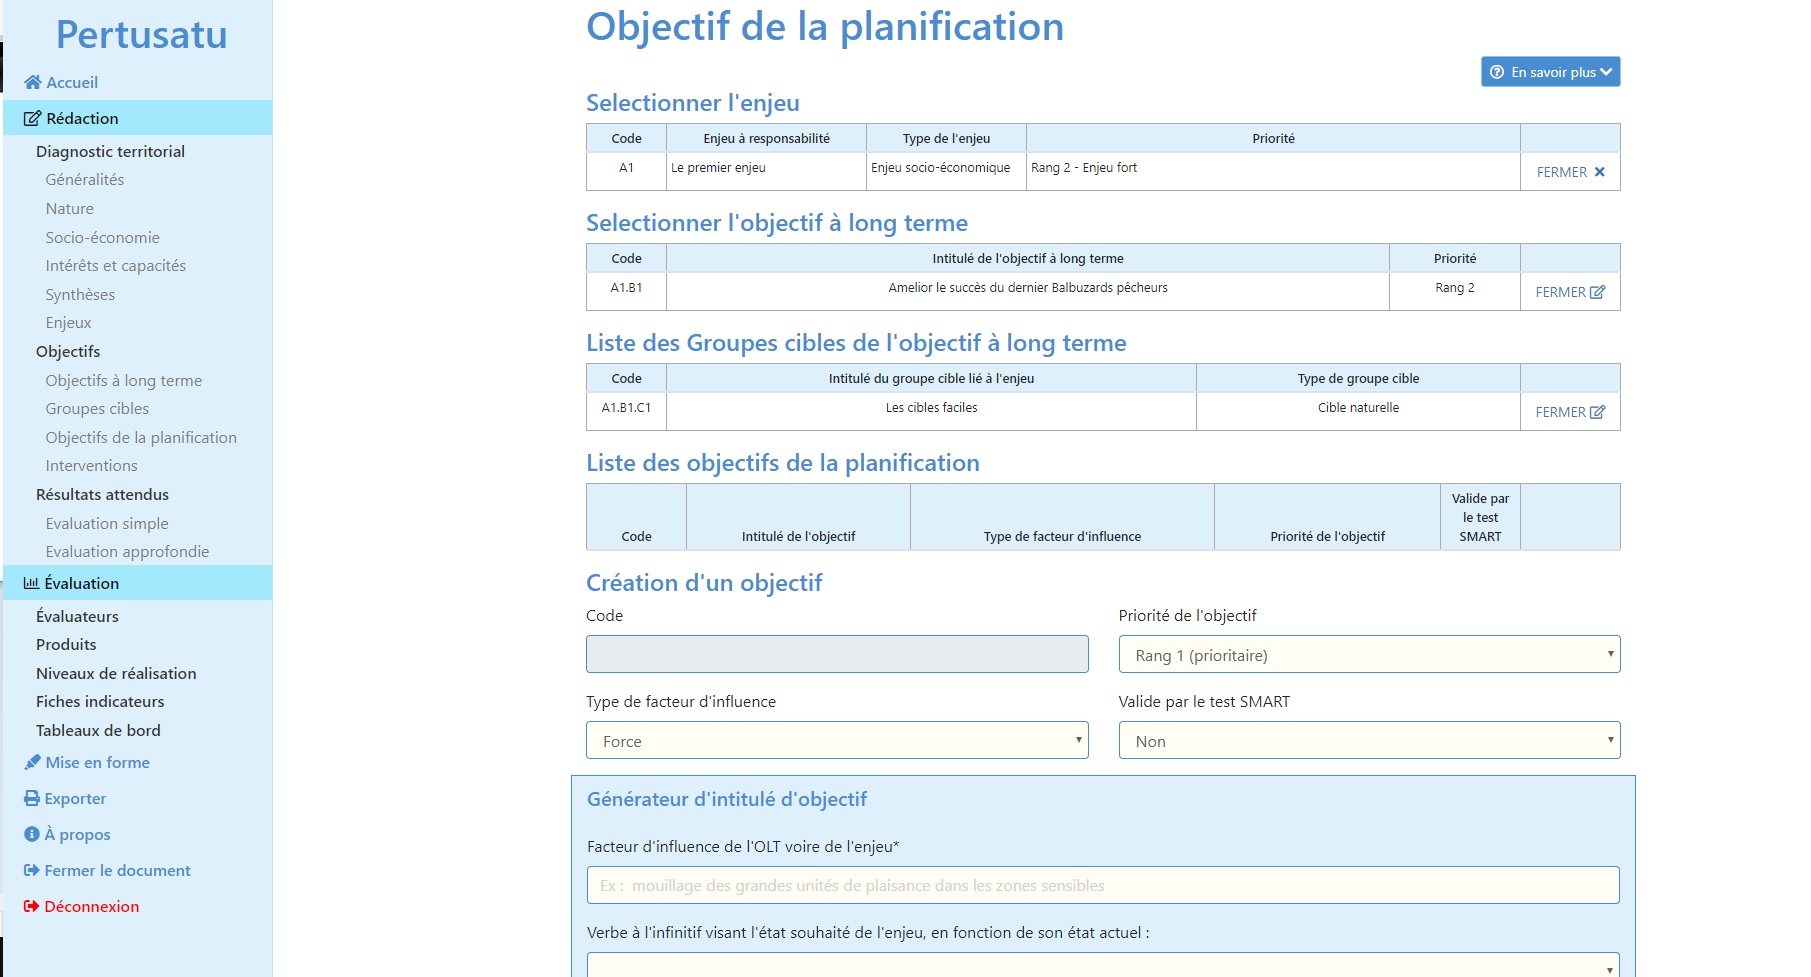 Pertusatu
Accueil
Rédaction
Diagnostic territorial
Généralités
Nature
Socio-économie
Intérêts et capacités
Synthèses
Enjeux
Objectifs
Objectifs à long terme
Groupes cibles
Objectifs de la planification
Interventions
Résultats attendus
Evaluation simple
Evaluation approfondie
Évaluation
Évaluateurs
Produits
Niveaux de réalisation
Fiches indicateurs
Tableaux de bord
Mise en forme
Exporter
À propos
Fermer le document
Déconnexion
Objectif de la planification
En savoir plus
Selectionner l'enjeu
Code Enjeu à responsabilité Type de l'enjeu Priorité
A1 Le premier enjeu Enjeu socio-économique Rang 2 - Enjeu fort FERMER
Selectionner l'objectif à long terme
Code Intitulé de l'objectif à long terme Priorité
A1.B1 Amelior le succès du dernier Balbuzards pêcheurs Rang 2 FERMER
Liste des Groupes cibles de l'objectif à long terme
Code Intitulé du groupe cible lié à l'enjeu Type de groupe cible
A1.B1.C1 Les cibles faciles Cible naturelle FERMER
Liste des objectifs de la planification
Valide par
le test
Code Intitulé de l'objectif Type de facteur d'influence Priorité de l'objectif SMART
Création d'un objectif
Code Priorité de l'objectif
Rang 1 (prioritaire)
Type de facteur d'influence Valide par le test SMART
Force Non
Générateur d'intitulé d'objectif
Facteur d'influence de l'OLT voire de l'enjeu*
Ex : mouillage des grandes unités de plaisance dans les zones sensibles
Verbe à l'infinitif visant l'état souhaité de l'enjeu, en fonction de son état actuel :